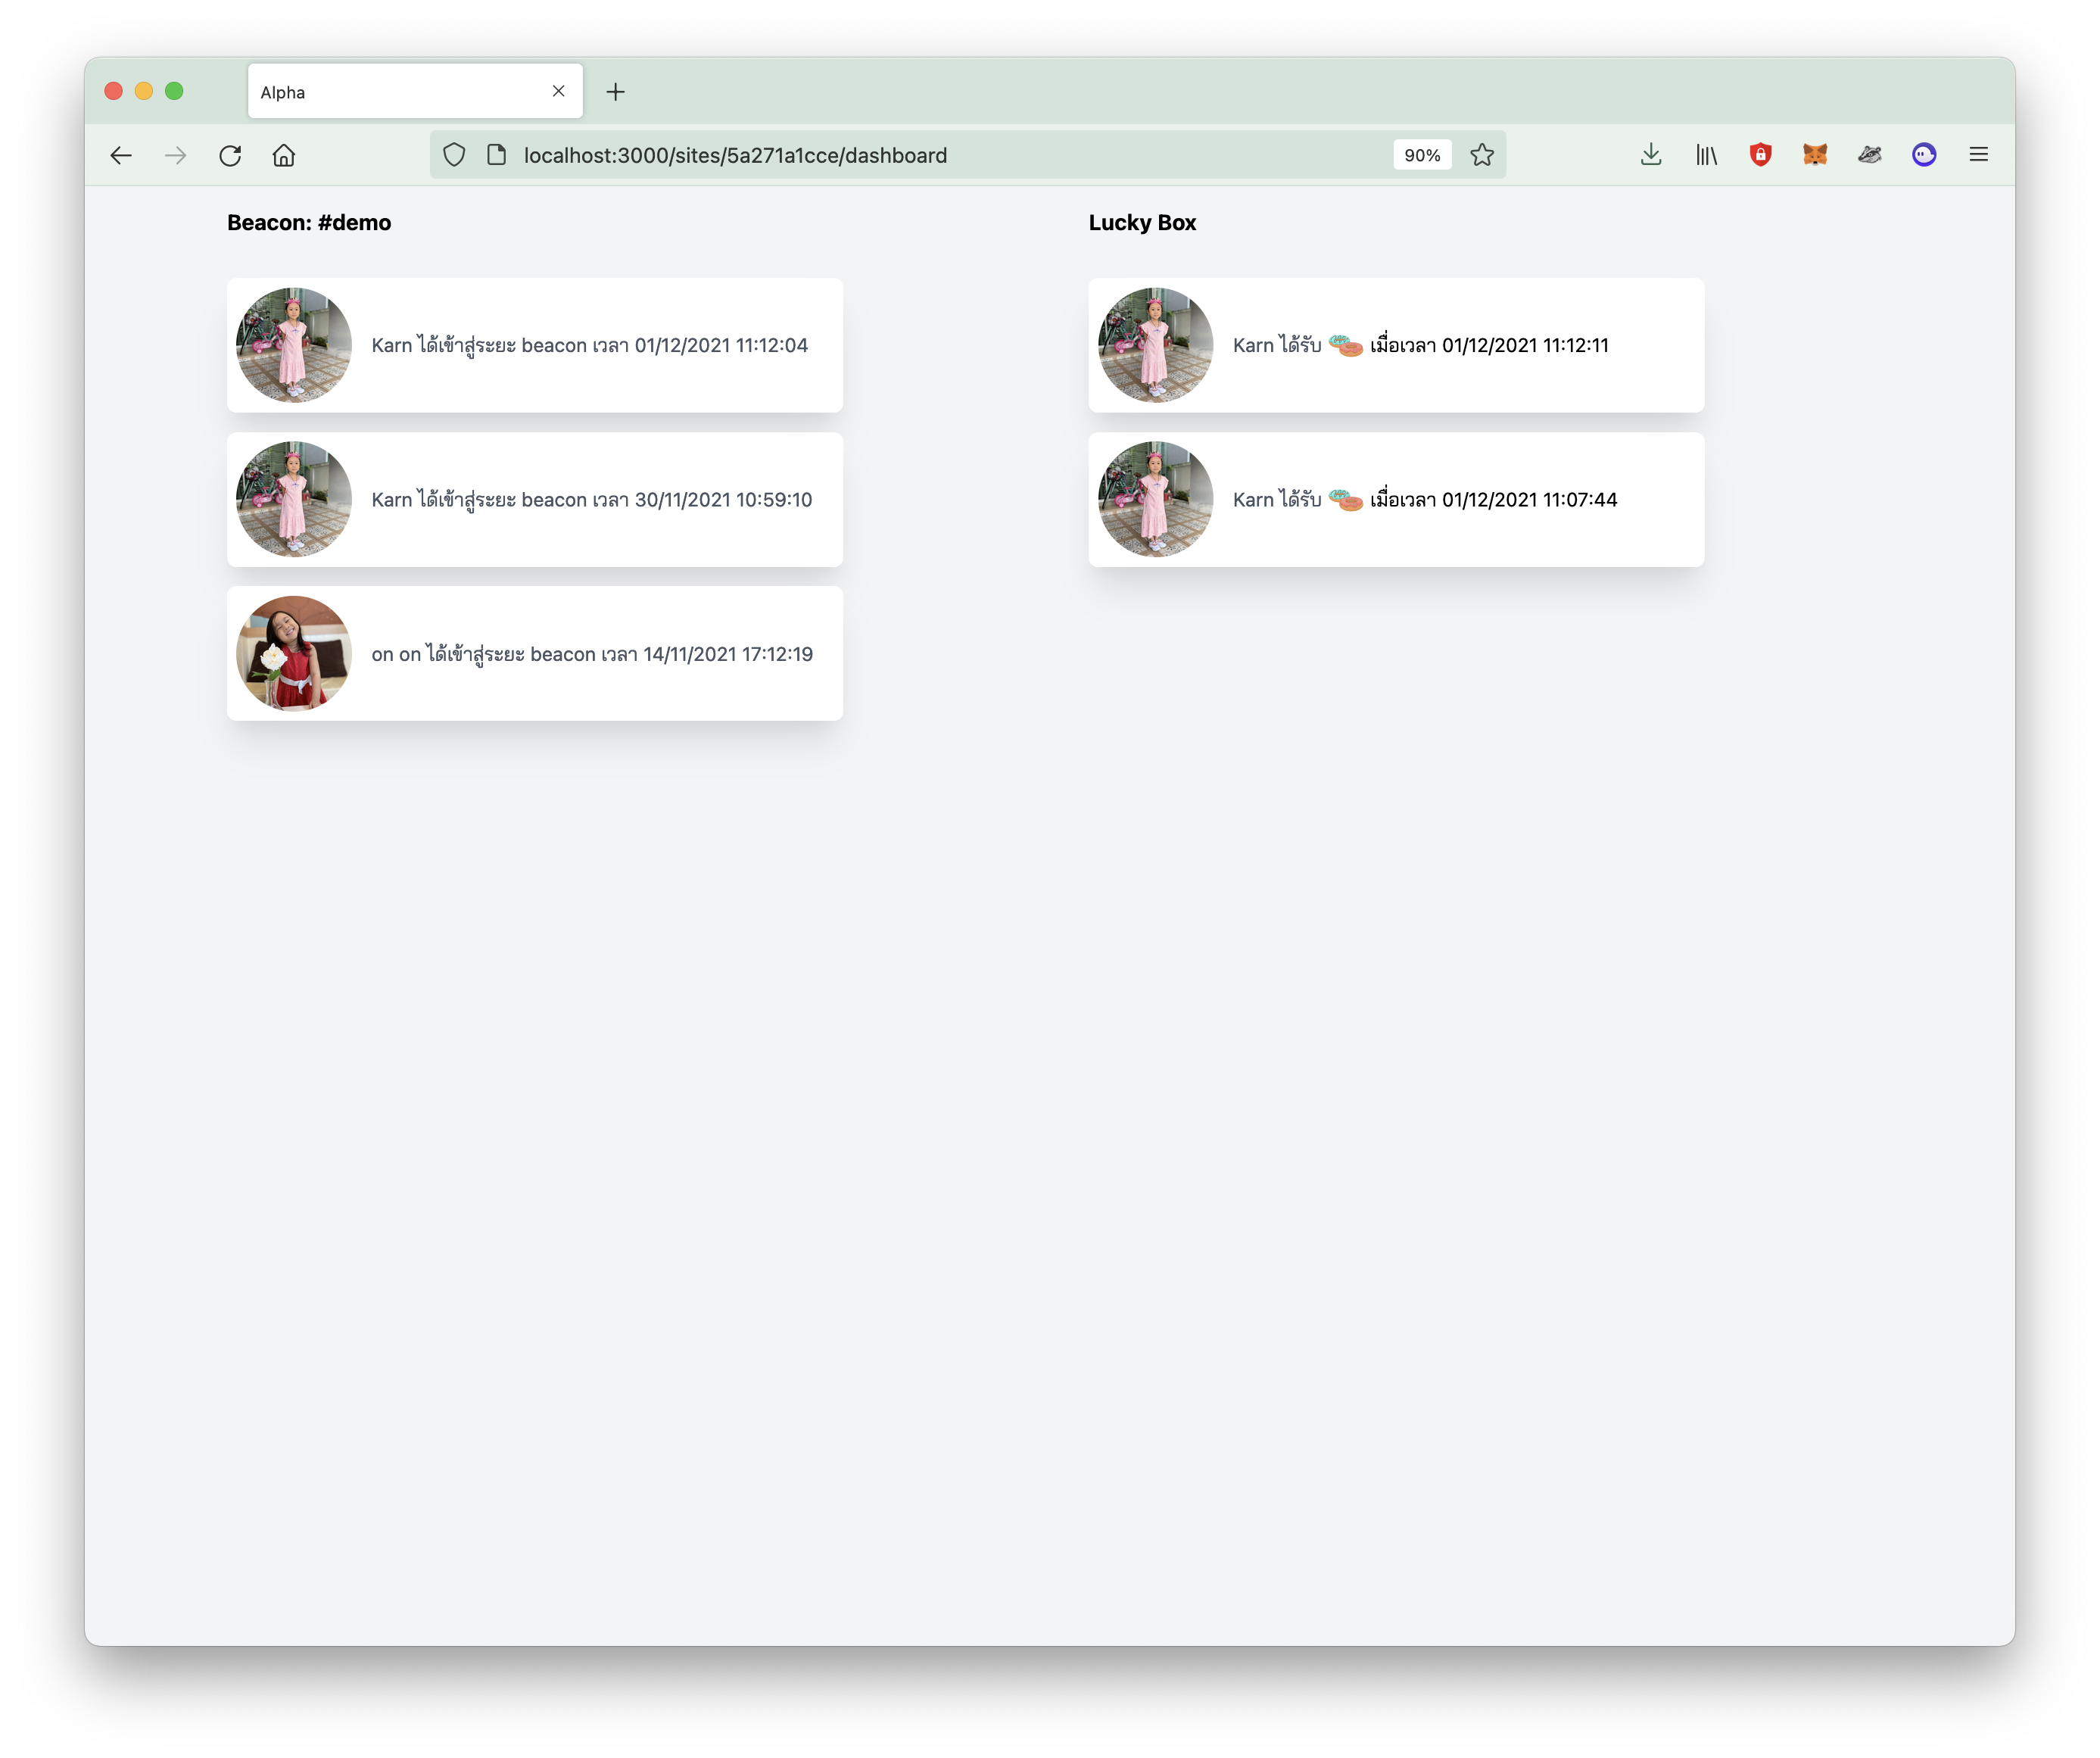 Alpha
localhost:3000/sites/5a271a1cce/dashboard
90%
Beacon: #demo
Karn ได้เข้าสู่ระยะ beacon เวลา 01/12/2021 11:12:04
Karn ได้เข้าสู่ระยะ beacon เวลา 30/11/2021 10:59:10
on on ได้เข้าสู่ระยะ beacon เวลา 14/11/2021 17:12:19
Lucky Box
Karn ได้รับ เมื่อเวลา 01/12/2021 11:12:11
Karn ได้รับ เมื่อเวลา 01/12/2021 11:07:44